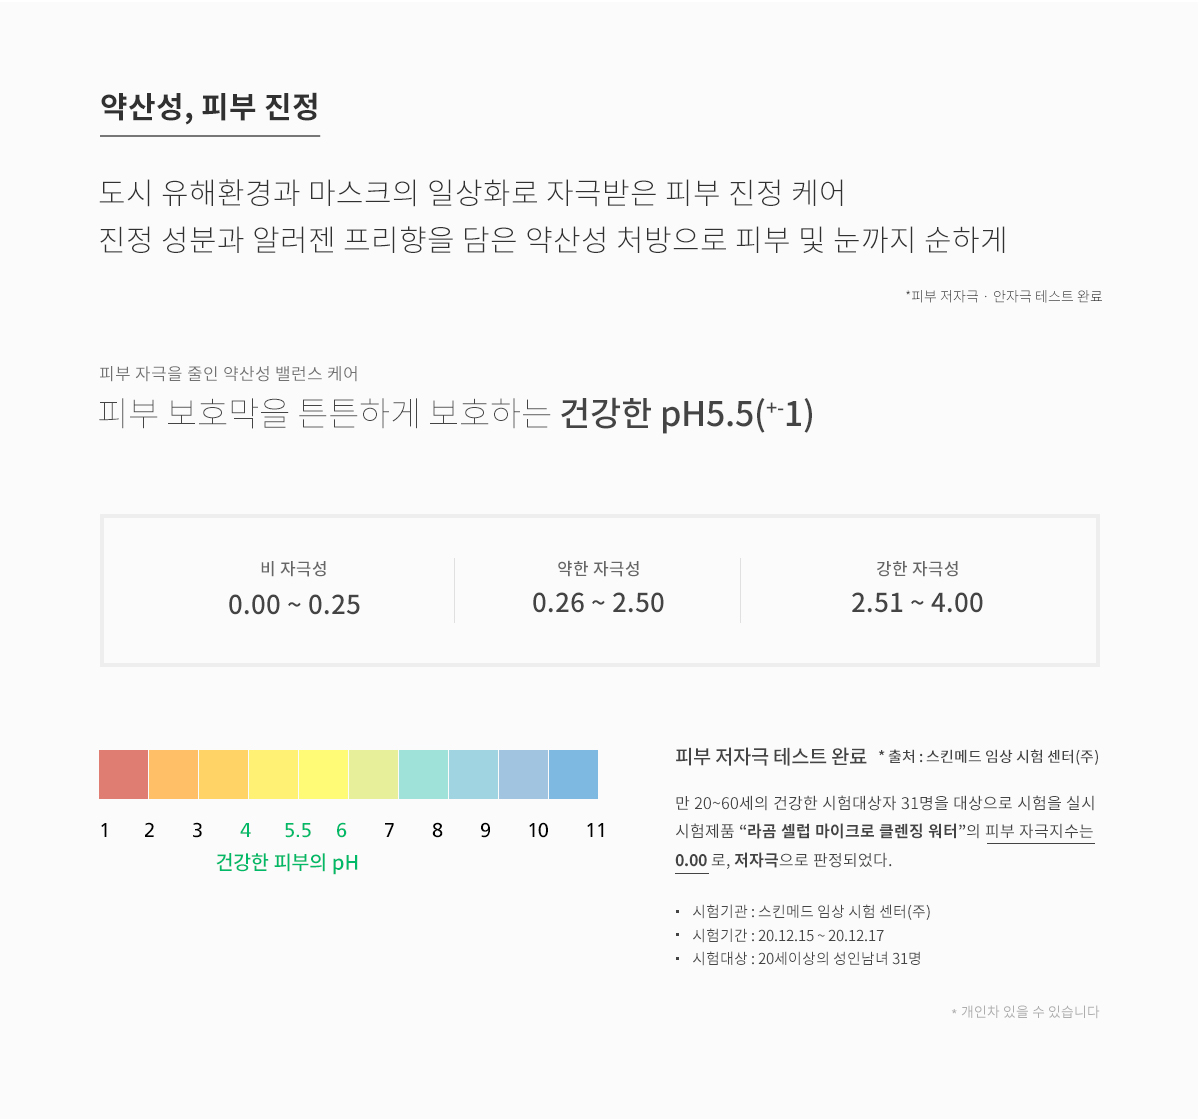 약산성, 피부 진정
도시 유해환경과 마스크의 일상화로 자극받은 피부 진정 케어
진정 성분과 알러젠 프리향을 담은 약산성 처방으로 피부 및 눈까지 순하게
*피부 저자극 · 안자극 테스트 완료
피부 자극을 줄인 약산성 밸런스 케어
피부 보호막을 튼튼하게 보호하는 건강한 pH5.5(+-1)
비 자극성
0.00 ~ 0.25
약한 자극성
0.26 ~ 2.50
강한 자극성
2.51 ~ 4.00
1 2 3 4 5.5 6 7 8 9 10 11
건강한 피부의 pH
피부 저자극 테스트 완료 * 출처 : 스킨메드 임상 시험 센터(주)
만 20~60세의 건강한 시험대상자 31명을 대상으로 시험을 실시
시험제품 “라곰 셀럽 마이크로 클렌징 워터”의 피부 자극지수는
0.00 로, 저자극으로 판정되었다.
· 시험기관 : 스킨메드 임상 시험 센터(주)
· 시험기간 : 20.12.15 ~ 20.12.17
· 시험대상 : 20세이상의 성인남녀 31명
* 개인차 있을 수 있습니다